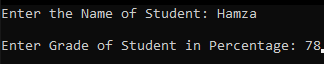 Enter the Name of Student: Hamza
Enter Grade of Student in Percentage: 78